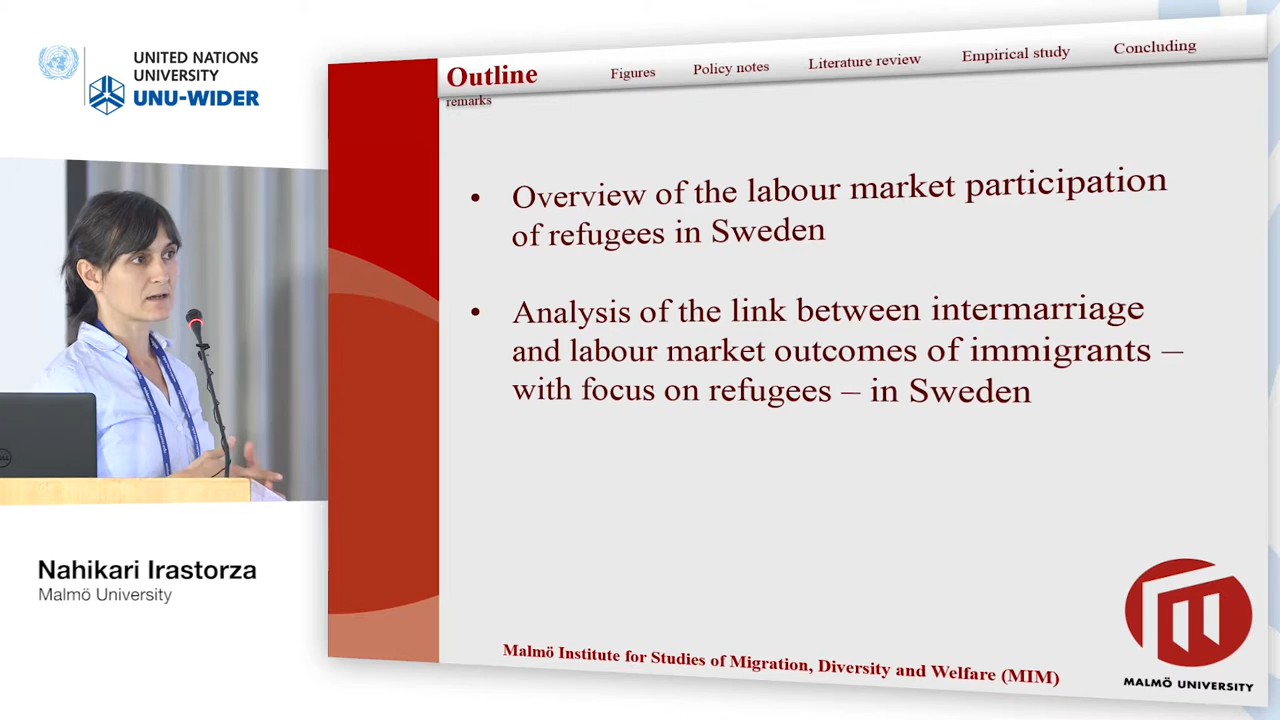 UNITED NATIONS
UNIVERSITY
UNU-WIDER
Nahikari Irastorza
Malmö University
Outline Figures Policy notes Literature review Empirical study Concluding
remarks
• Overview of the labour market participation
of refugees in Sweden
• Analysis of the link between intermarriage
and labour market outcomes of immigrants –
with focus on refugees – in Sweden
Malmö Institute for Studies of Migration, Diversity and Welfare (MIM)
MALMÖ UNIVERSITY